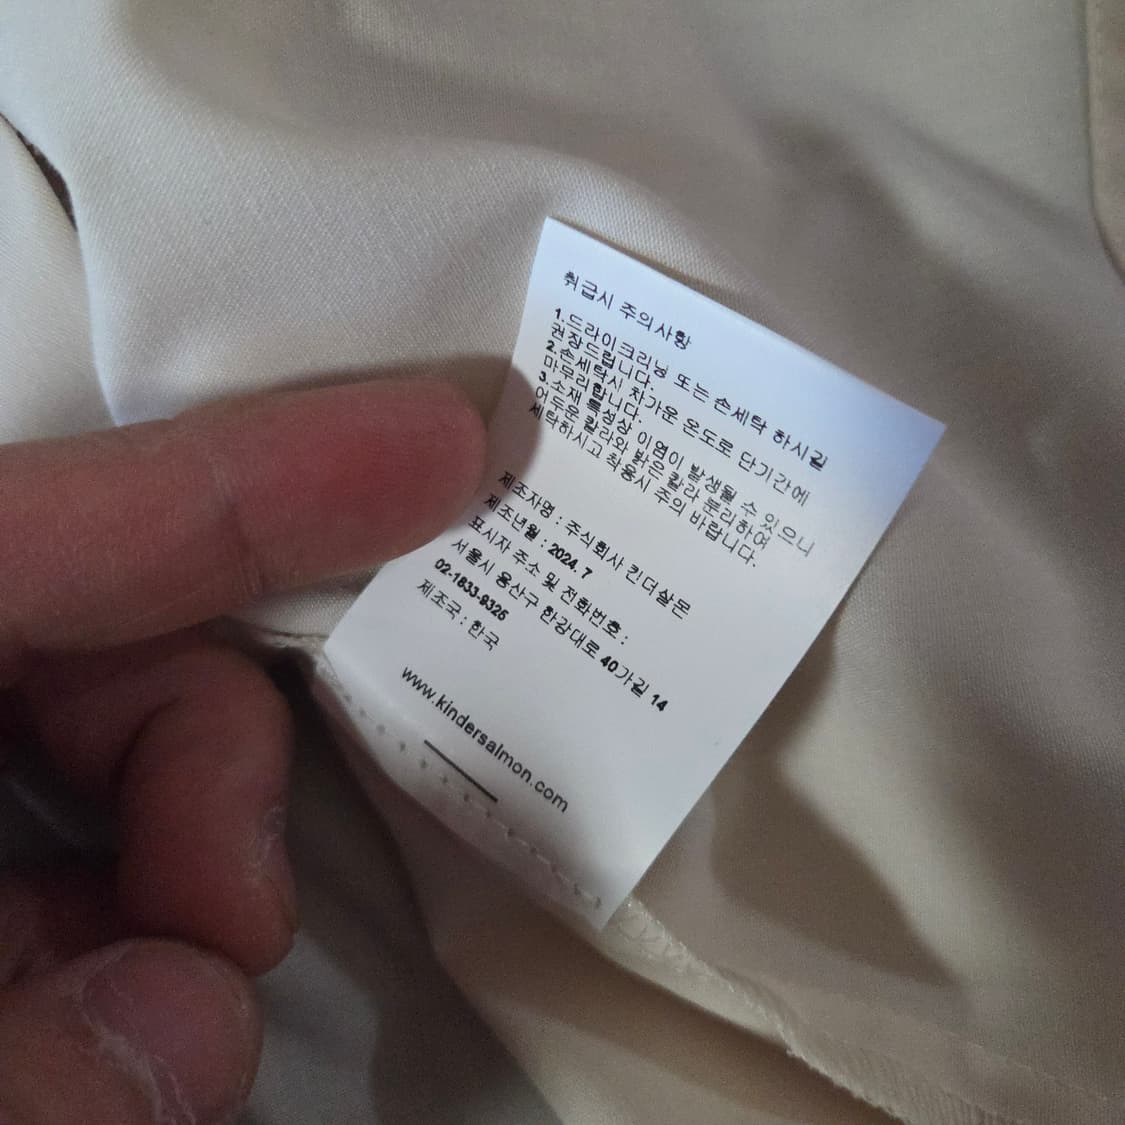 취급시 주의사항
1.드라이크리닝 또는 손세탁 하시길
권장드립니다.
2.손세탁시 차가운 온도로 단기간에
마무리합니다.
3.소재 특성상 이염이 발생될 수 있으니
어두운 칼라와 밝은 칼라 분리하여
세탁하시고 착용시 주의 바랍니다.
제조자명 : 주식회사 킨더살몬
제조년월 : 2024. 7
표시자 주소 및 전화번호 :
서울시 용산구 한강대로 40가길 14
02-1833-9325
제조국 : 한국
www.kindersalmon.com